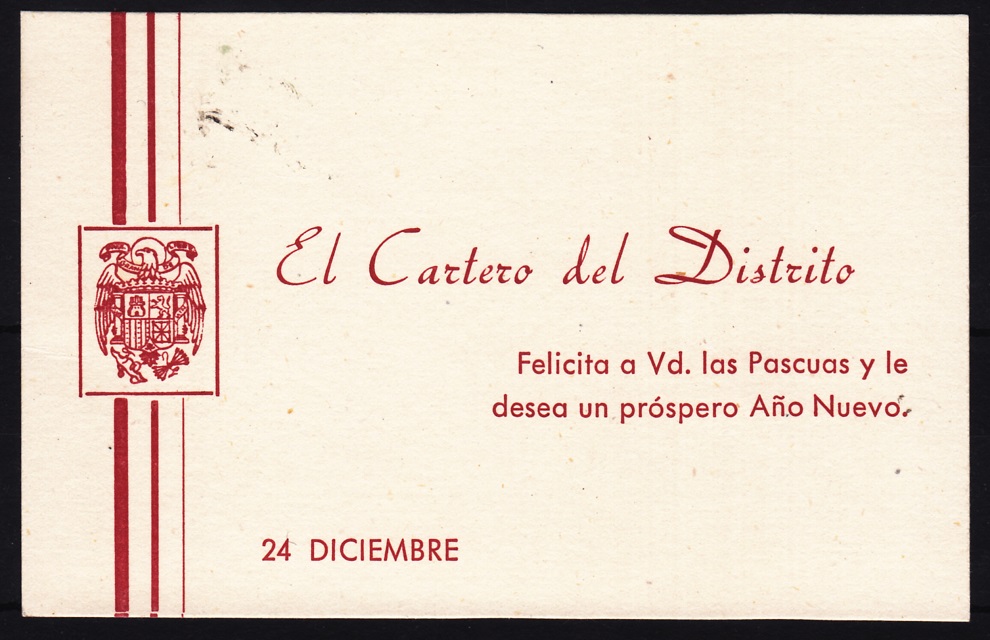 El Cartero del Distrito
Felicita a Vd. las Pascuas y le
desea un próspero Año Nuevo.
24 DICIEMBRE